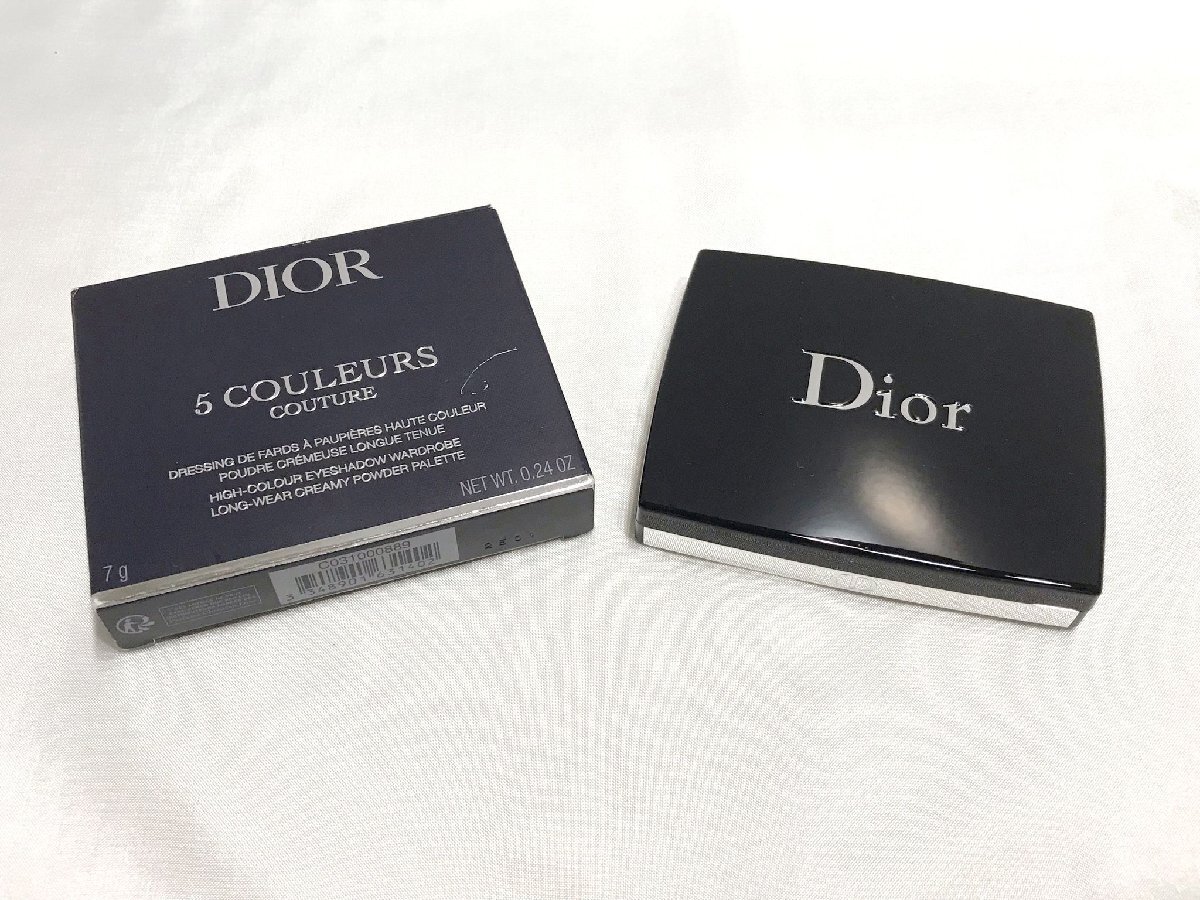 DIOR
5 COULEURS
COUTURE
DRESSING DE FARDS À PAUPIÈRES HAUTE COULEUR
POUDRE CRÉMEUSE LONGUE TENUE
HIGH-COLOUR EYESHADOW WARDROBE
LONG-WEAR CREAMY POWDER PALETTE
7 g
NET WT. 0.24 OZ
C031000889
Dior